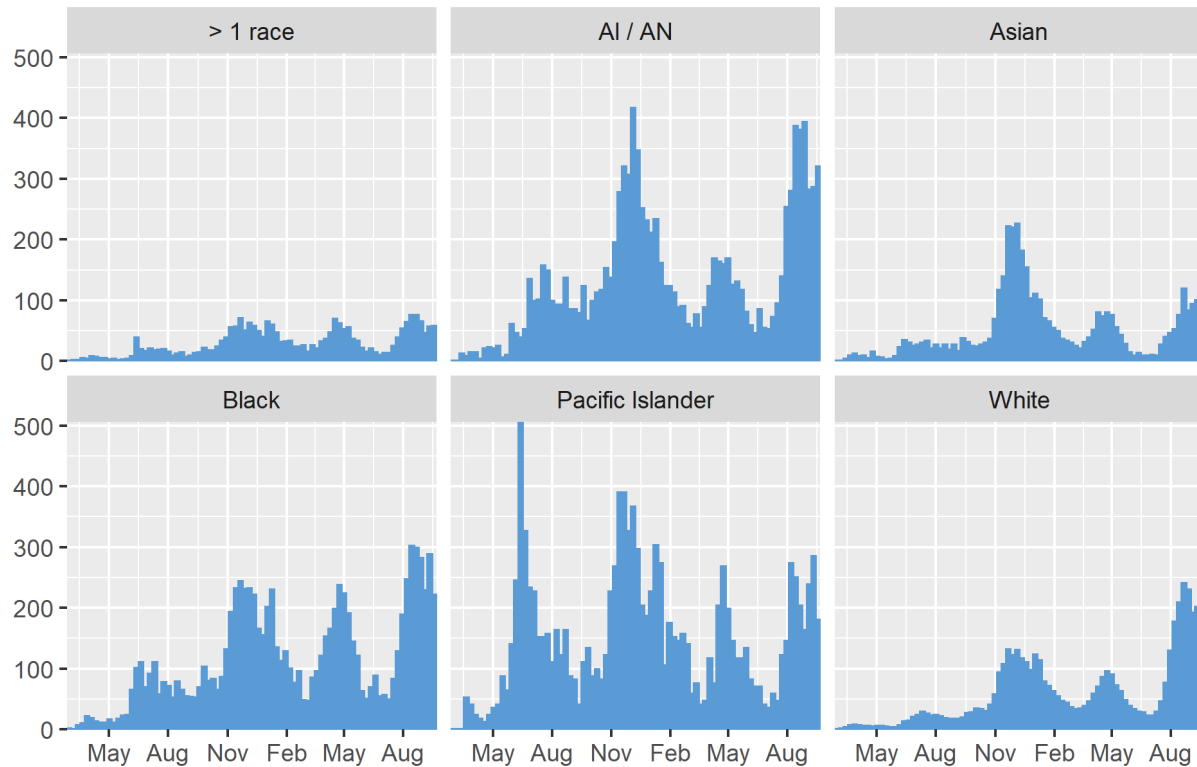 > 1 race
AI / AN
Asian
500
400
300
200
100
0
Black
Pacific Islander
White
500
400
300
200
100
0
May Aug Nov Feb May Aug
May Aug Nov Feb May Aug
May Aug Nov Feb May Aug